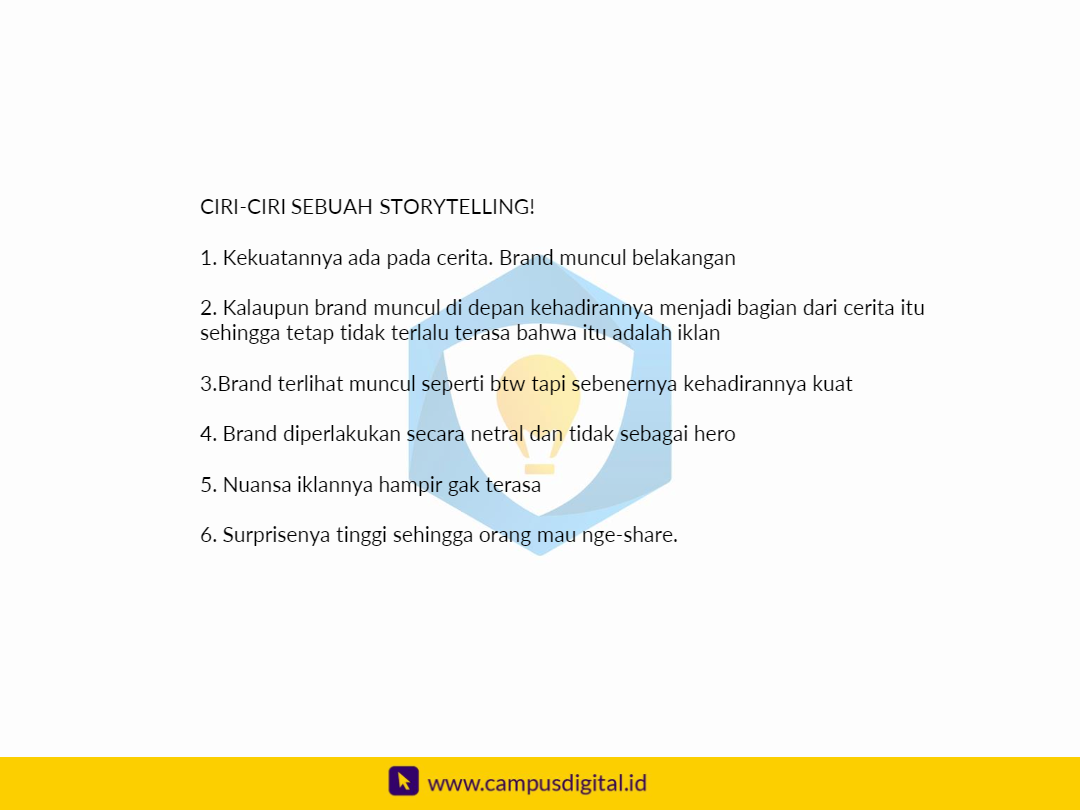 CIRI-CIRI SEBUAH STORYTELLING!
1. Kekuatannya ada pada cerita. Brand muncul belakangan
2. Kalaupun brand muncul di depan kehadirannya menjadi bagian dari cerita itu
sehingga tetap tidak terlalu terasa bahwa itu adalah iklan
3.Brand terlihat muncul seperti btw tapi sebenernya kehadirannya kuat
4. Brand diperlakukan secara netral dan tidak sebagai hero
5. Nuansa iklannya hampir gak terasa
6. Surprisenya tinggi sehingga orang mau nge-share.
www.campusdigital.id